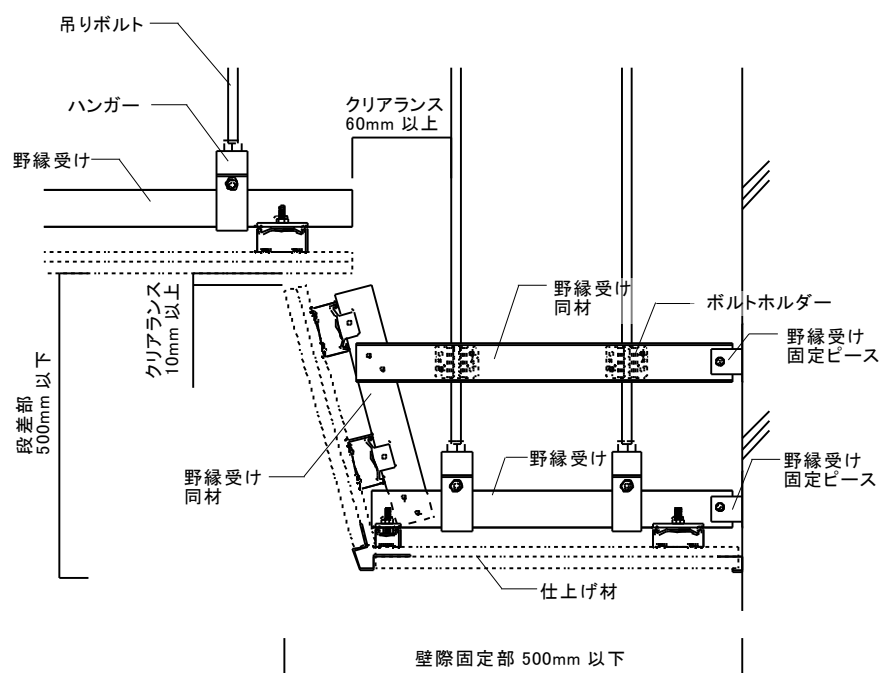 吊りボルト
ハンガー
野縁受け
クリアランス
60mm 以上
クリアランス
10mm 以上
段差部
500mm 以下
野縁受け
同材
ボルトホルダー
野縁受け
固定ピース
野縁受け
同材
野縁受け
野縁受け
固定ピース
仕上げ材
壁際固定部 500mm 以下